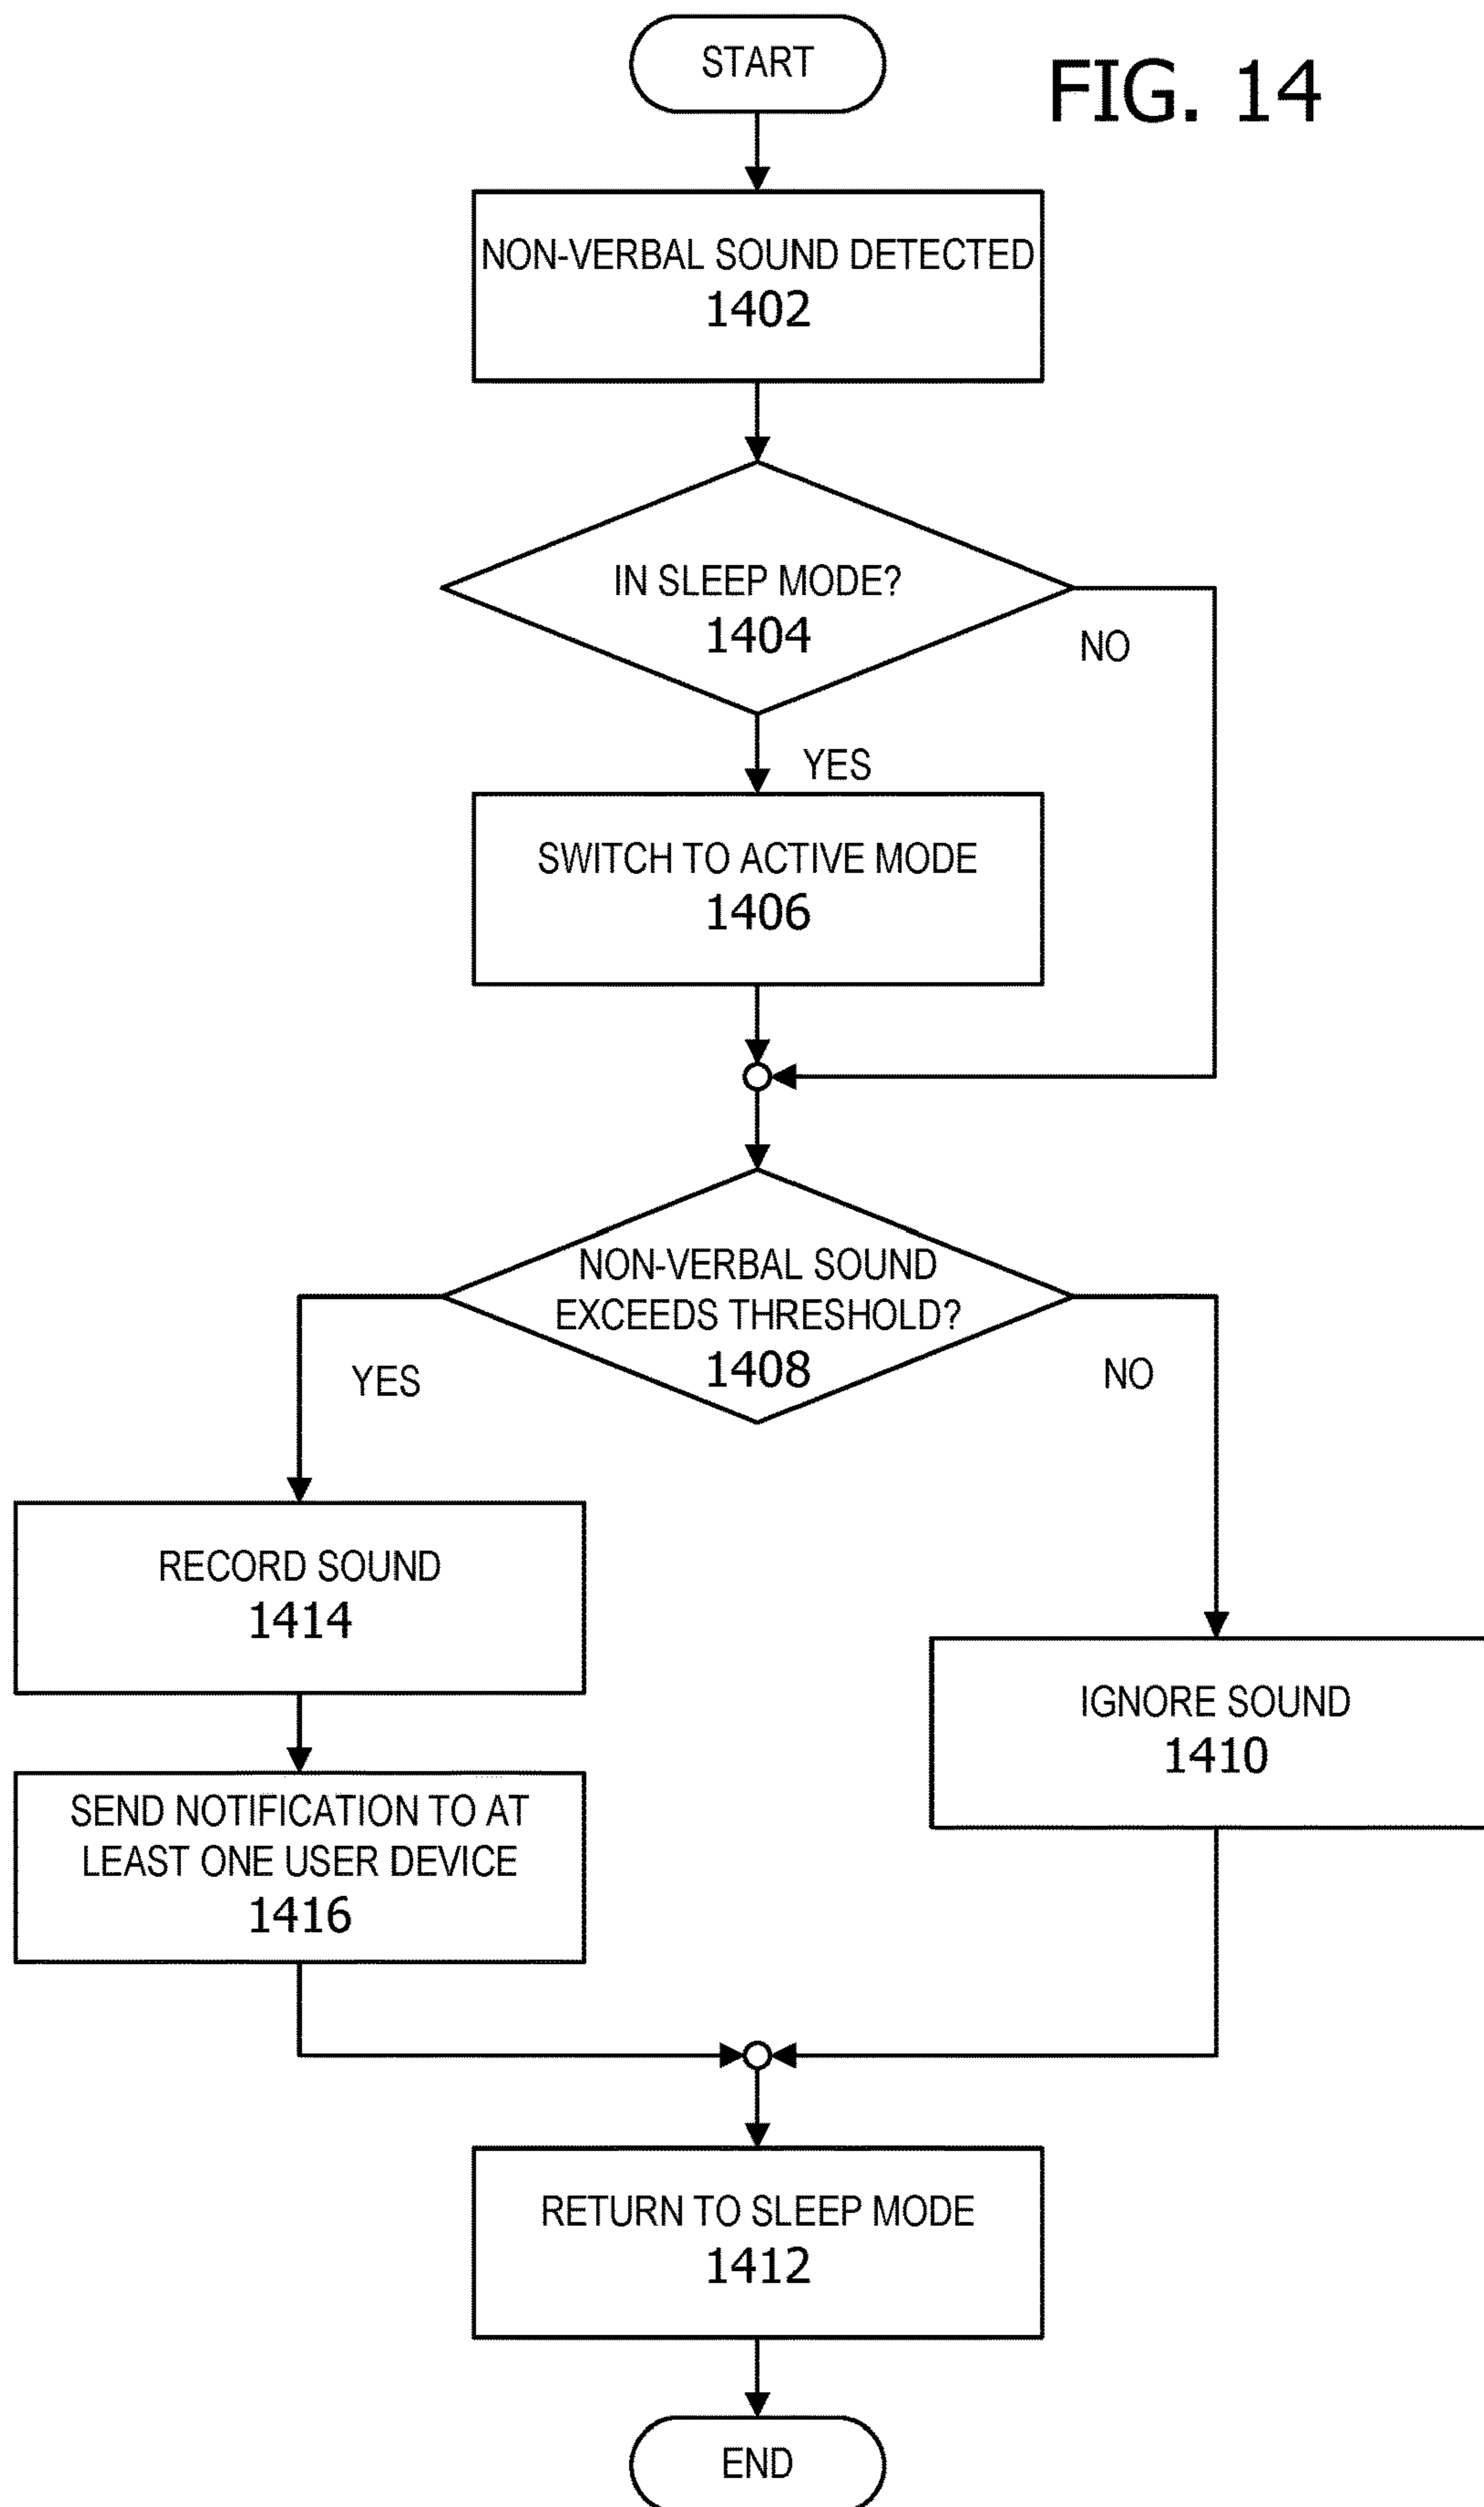 START
FIG. 14
NON-VERBAL SOUND DETECTED
1402
IN SLEEP MODE?
1404
NO
YES
SWITCH TO ACTIVE MODE
1406
NON-VERBAL SOUND
EXCEEDS THRESHOLD?
1408
YES
NO
RECORD SOUND
1414
IGNORE SOUND
1410
SEND NOTIFICATION TO AT
LEAST ONE USER DEVICE
1416
RETURN TO SLEEP MODE
1412
END